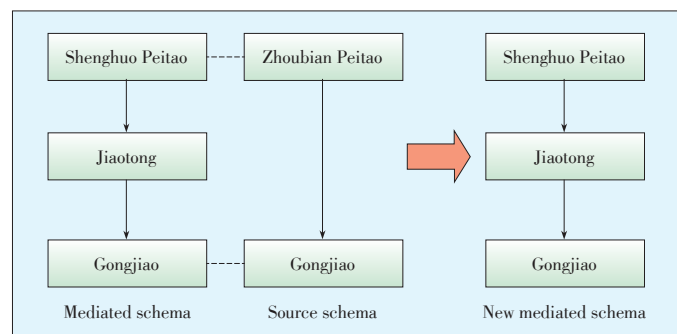 Shenghuo Peitao
Zhoubian Peitao
Shenghuo Peitao
Jiaotong
Jiaotong
Gongjiao
Gongjiao
Gongjiao
Mediated schema
Source schema
New mediated schema